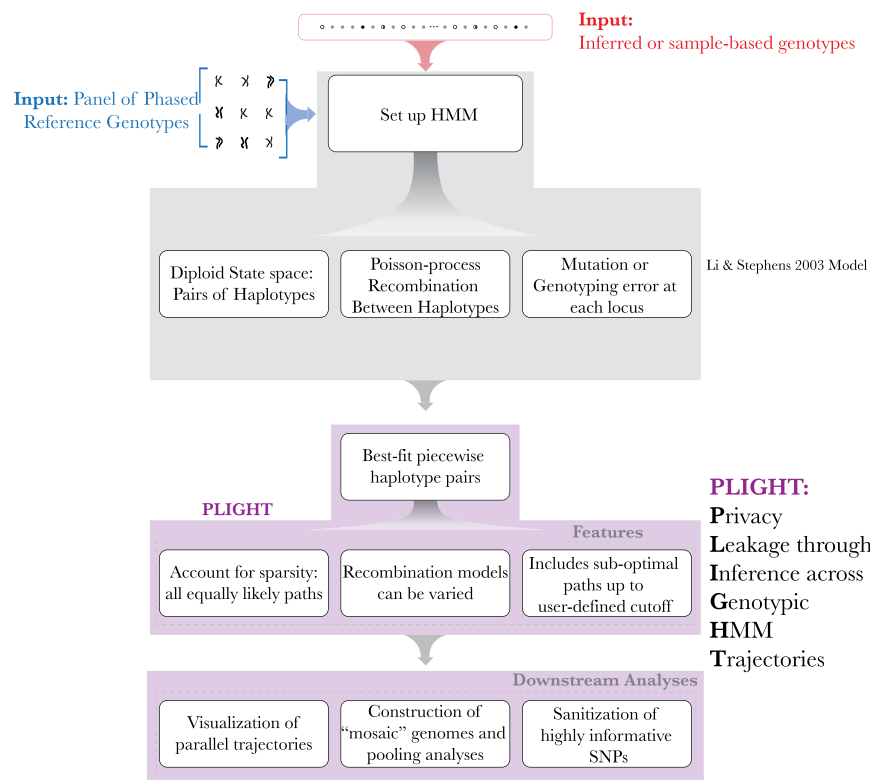 Input:
Inferred or sample-based genotypes
Input: Panel of Phased
Reference Genotypes
Set up HMM
Diploid State space:
Pairs of Haplotypes
Poisson-process
Recombination
Between Haplotypes
Mutation or
Genotyping error at
each locus
Li & Stephens 2003 Model
Best-fit piecewise
haplotype pairs
PLIGHT
Features
Account for sparsity:
all equally likely paths
Recombination models
can be varied
Includes sub-optimal
paths up to
user-defined cutoff
PLIGHT:
Privacy
Leakage through
Inference across
Genotypic
HMM
Trajectories
Downstream Analyses
Visualization of
parallel trajectories
Construction of
“mosaic” genomes and
pooling analyses
Sanitization of
highly informative
SNPs